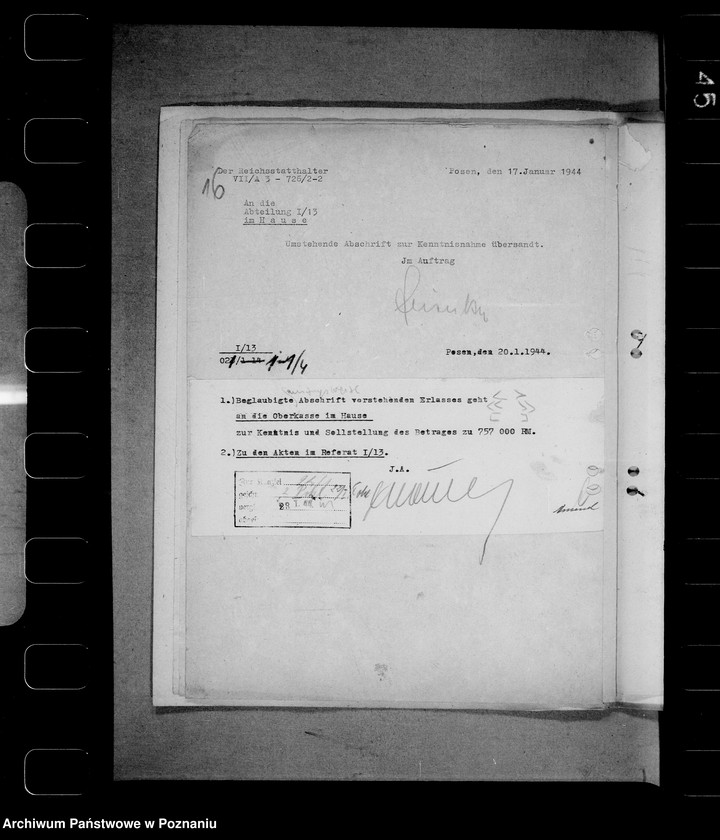 45
Der Reichsstatthalter
VII/A 3 - 726/2-2
Posen, den 17.Januar 1944
16
An die
Abteilung I/13
im H a u s e
Umstehende Abschrift zur Kenntnisnahme übersandt.
Jm Auftrag
I/13
Posen,den 20.1.1944.
1.)Beglaubigte Abschrift vorstehenden Erlasses geht
an die Oberkasse im Hause
zur Kenntnis und Sollstellung des Betrages zu 757 000 RM.
2.)Zu den Akten im Referat I/13.
J.A.
Archiwum Państwowe w Poznaniu